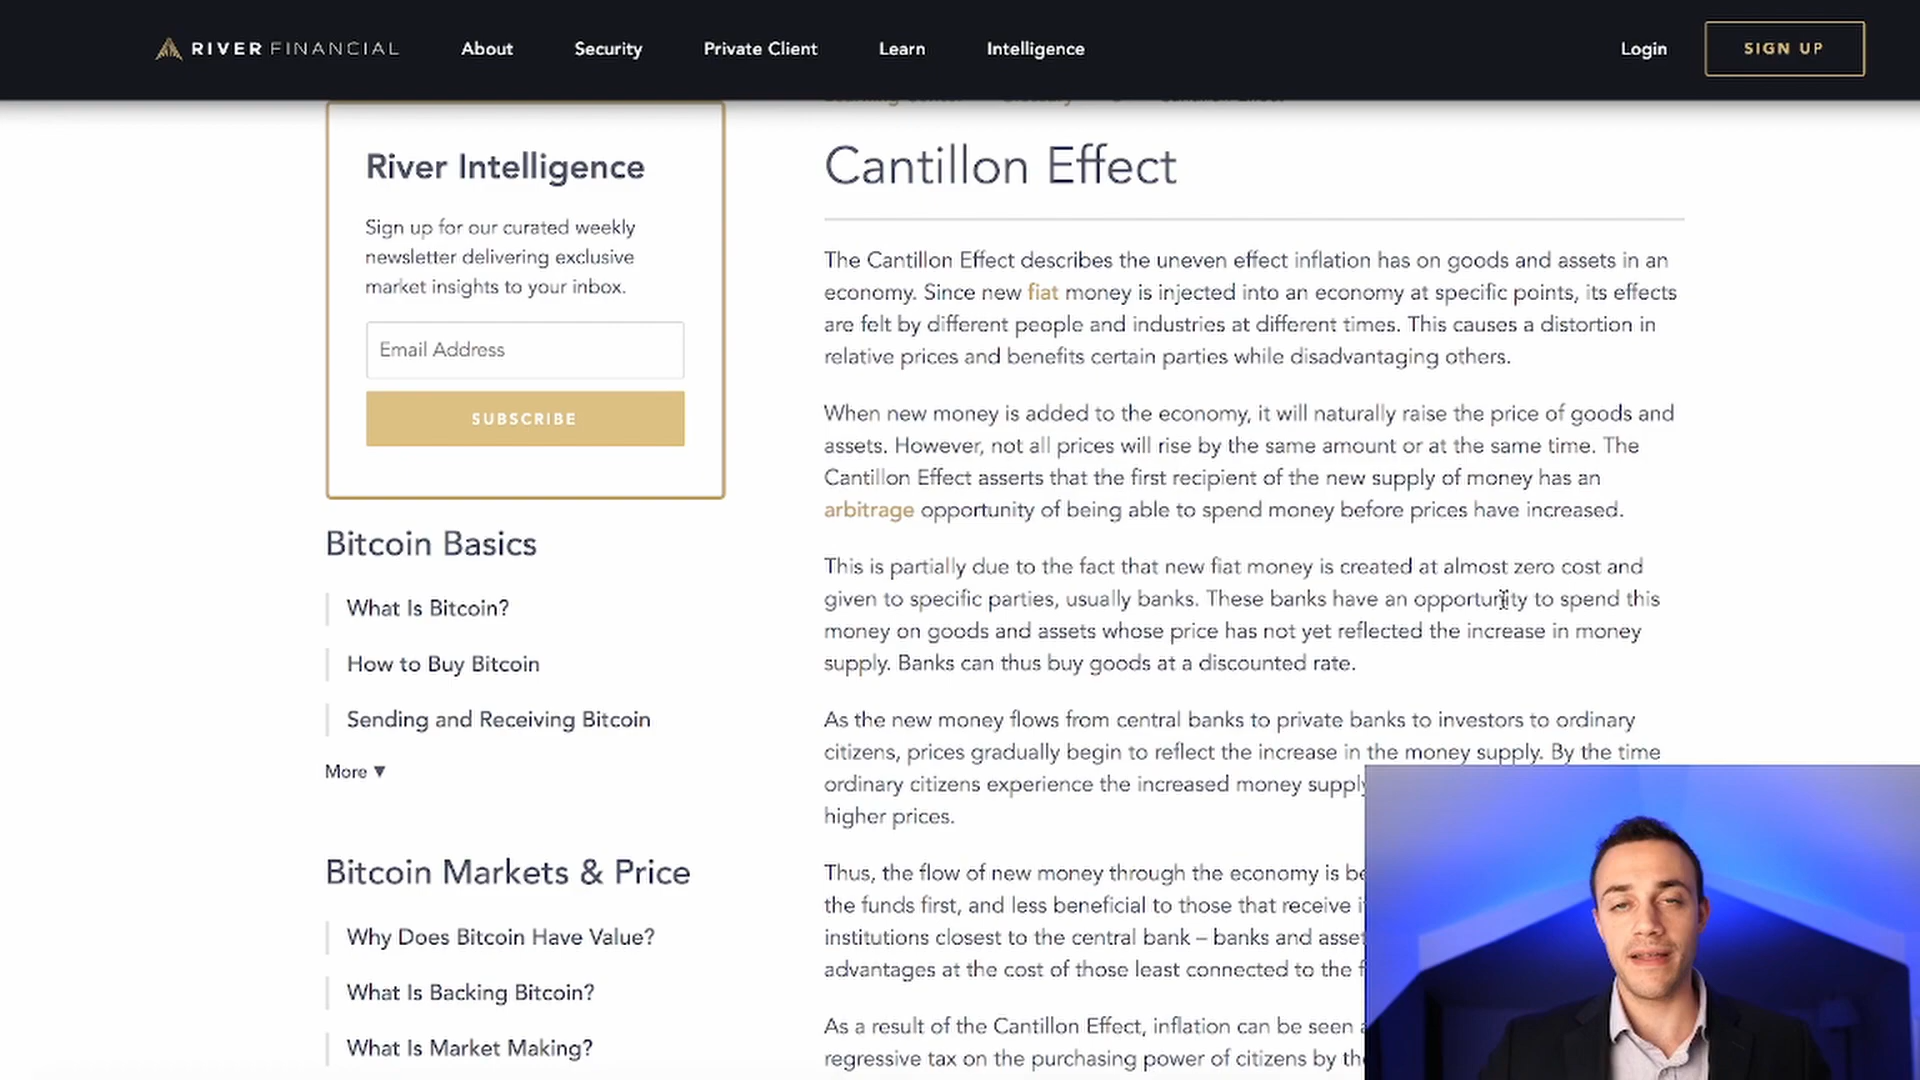 RIVER FINANCIAL
About
Security
Private Client
Learn
Intelligence
Login
SIGN UP
River Intelligence
Sign up for our curated weekly
newsletter delivering exclusive
market insights to your inbox.
Email Address
SUBSCRIBE
Bitcoin Basics
What Is Bitcoin?
How to Buy Bitcoin
Sending and Receiving Bitcoin
More ▼
Bitcoin Markets & Price
Why Does Bitcoin Have Value?
What Is Backing Bitcoin?
What Is Market Making?
Cantillon Effect
The Cantillon Effect describes the uneven effect inflation has on goods and assets in an
economy. Since new fiat money is injected into an economy at specific points, its effects
are felt by different people and industries at different times. This causes a distortion in
relative prices and benefits certain parties while disadvantaging others.
When new money is added to the economy, it will naturally raise the price of goods and
assets. However, not all prices will rise by the same amount or at the same time. The
Cantillon Effect asserts that the first recipient of the new supply of money has an
arbitrage opportunity of being able to spend money before prices have increased.
This is partially due to the fact that new fiat money is created at almost zero cost and
given to specific parties, usually banks. These banks have an opportunity to spend this
money on goods and assets whose price has not yet reflected the increase in money
supply. Banks can thus buy goods at a discounted rate.
As the new money flows from central banks to private banks to investors to ordinary
citizens, prices gradually begin to reflect the increase in the money supply. By the time
ordinary citizens experience the increased money supply
higher prices.
Thus, the flow of new money through the economy is
the funds first, and less beneficial to those that receive
institutions closest to the central bank – banks and
advantages at the cost of those least connected to the
As a result of the Cantillon Effect, inflation can be seen
regressive tax on the purchasing power of citizens by